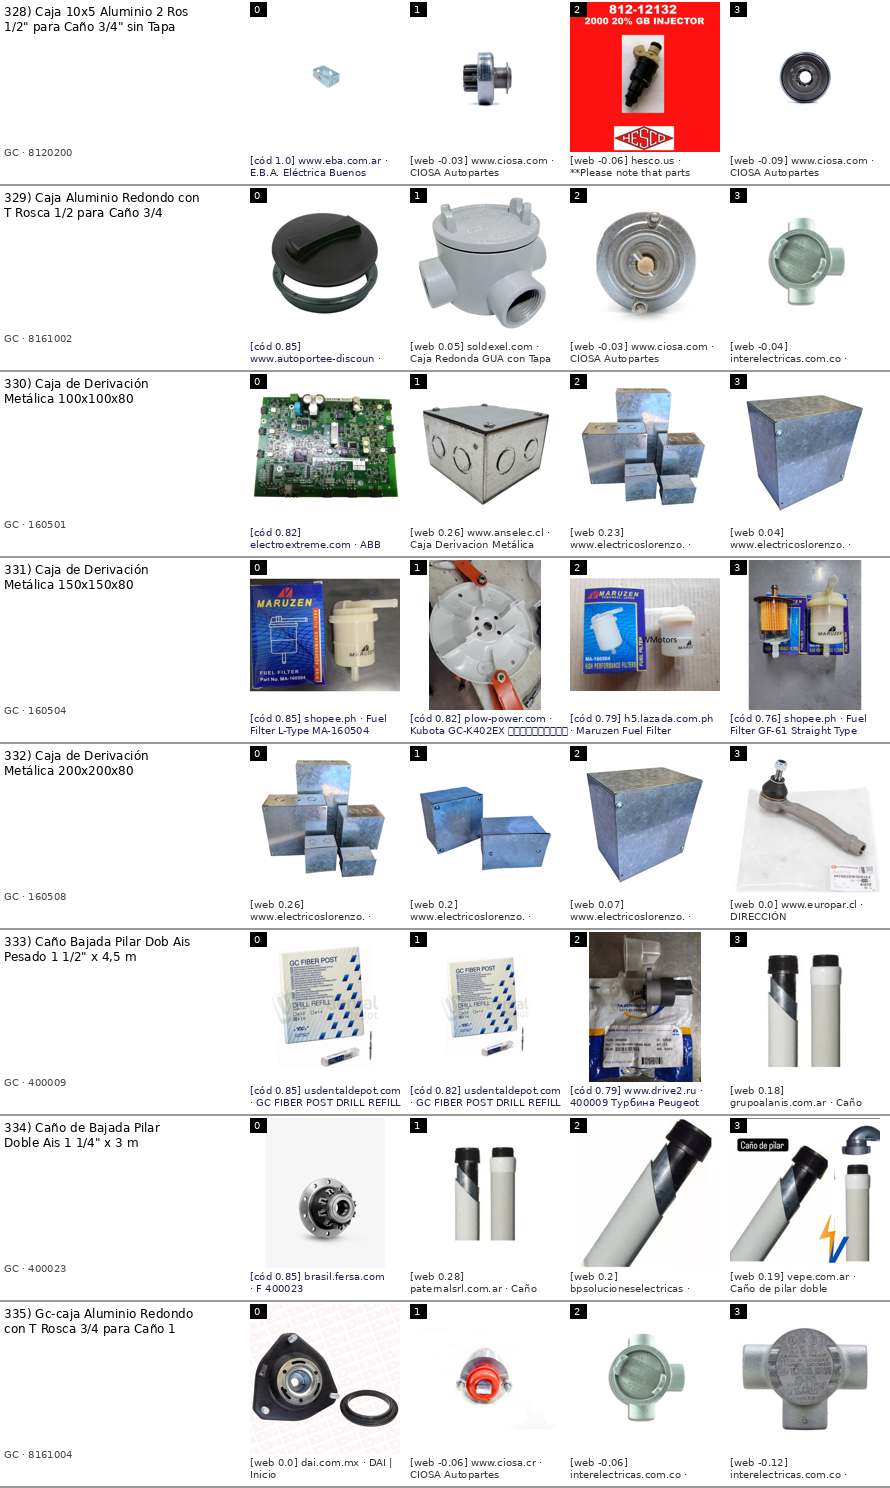 328) Caja 10x5 Aluminio 2 Ros
1/2" para Caño 3/4" sin Tapa
GC · 8120200
0
1
2
3
812-12132
2000 20% GB INJECTOR
HESCO
[cód 1.0] www.eba.com.ar ·
E.B.A. Eléctrica Buenos
[web -0.03] www.ciosa.com ·
CIOSA Autopartes
[web -0.06] hesco.us ·
**Please note that parts
[web -0.09] www.ciosa.com ·
CIOSA Autopartes
329) Caja Aluminio Redondo con
T Rosca 1/2 para Caño 3/4
GC · 8161002
0
1
2
3
[cód 0.85]
www.autoportee-discoun ·
[web 0.05] soldexel.com ·
Caja Redonda GUA con Tapa
[web -0.03] www.ciosa.com ·
CIOSA Autopartes
[web -0.04]
interelectricas.com.co ·
330) Caja de Derivación
Metálica 100x100x80
GC · 160501
0
1
2
3
[cód 0.82]
electroextreme.com · ABB
[web 0.26] www.anselec.cl ·
Caja Derivacion Metálica
[web 0.23]
www.electricoslorenzo. ·
[web 0.04]
www.electricoslorenzo. ·
331) Caja de Derivación
Metálica 150x150x80
GC · 160504
0
1
2
3
MARUZEN
FUEL FILTER
Part No. MA-160504
MARUZEN
MA-160504
HIGH PERFORMANCE FILTERS
FUEL FILTER
WMotors
[cód 0.85] shopee.ph · Fuel
Filter L-Type MA-160504
[cód 0.82] plow-power.com ·
Kubota GC-K402EX
[cód 0.79] h5.lazada.com.ph
· Maruzen Fuel Filter
[cód 0.76] shopee.ph · Fuel
Filter GF-61 Straight Type
332) Caja de Derivación
Metálica 200x200x80
GC · 160508
0
1
2
3
[web 0.26]
www.electricoslorenzo. ·
[web 0.2]
www.electricoslorenzo. ·
[web 0.07]
www.electricoslorenzo. ·
[web 0.0] www.europar.cl ·
DIRECCIÓN
333) Caño Bajada Pilar Dob Ais
Pesado 1 1/2" x 4,5 m
GC · 400009
0
1
2
3
GC FIBER POST
DRILL REFILL
GC FIBER POST
DRILL REFILL
[cód 0.85] usdentaldepot.com
· GC FIBER POST DRILL REFILL
[cód 0.82] usdentaldepot.com
· GC FIBER POST DRILL REFILL
[cód 0.79] www.drive2.ru ·
400009 Турбина Peugeot
[web 0.18]
grupoalanis.com.ar · Caño
334) Caño de Bajada Pilar
Doble Ais 1 1/4" x 3 m
GC · 400023
0
1
2
3
Caño de pilar
[cód 0.85] brasil.fersa.com
· F 400023
[web 0.28]
paternalsrl.com.ar · Caño
[web 0.2]
bpsolucioneselectricas ·
[web 0.19] vepe.com.ar ·
Caño de pilar doble
335) Gc-caja Aluminio Redondo
con T Rosca 3/4 para Caño 1
GC · 8161004
0
1
2
3
[web 0.0] dai.com.mx · DAI |
Inicio
[web -0.06] www.ciosa.cr ·
CIOSA Autopartes
[web -0.06]
interelectricas.com.co ·
[web -0.12]
interelectricas.com.co ·